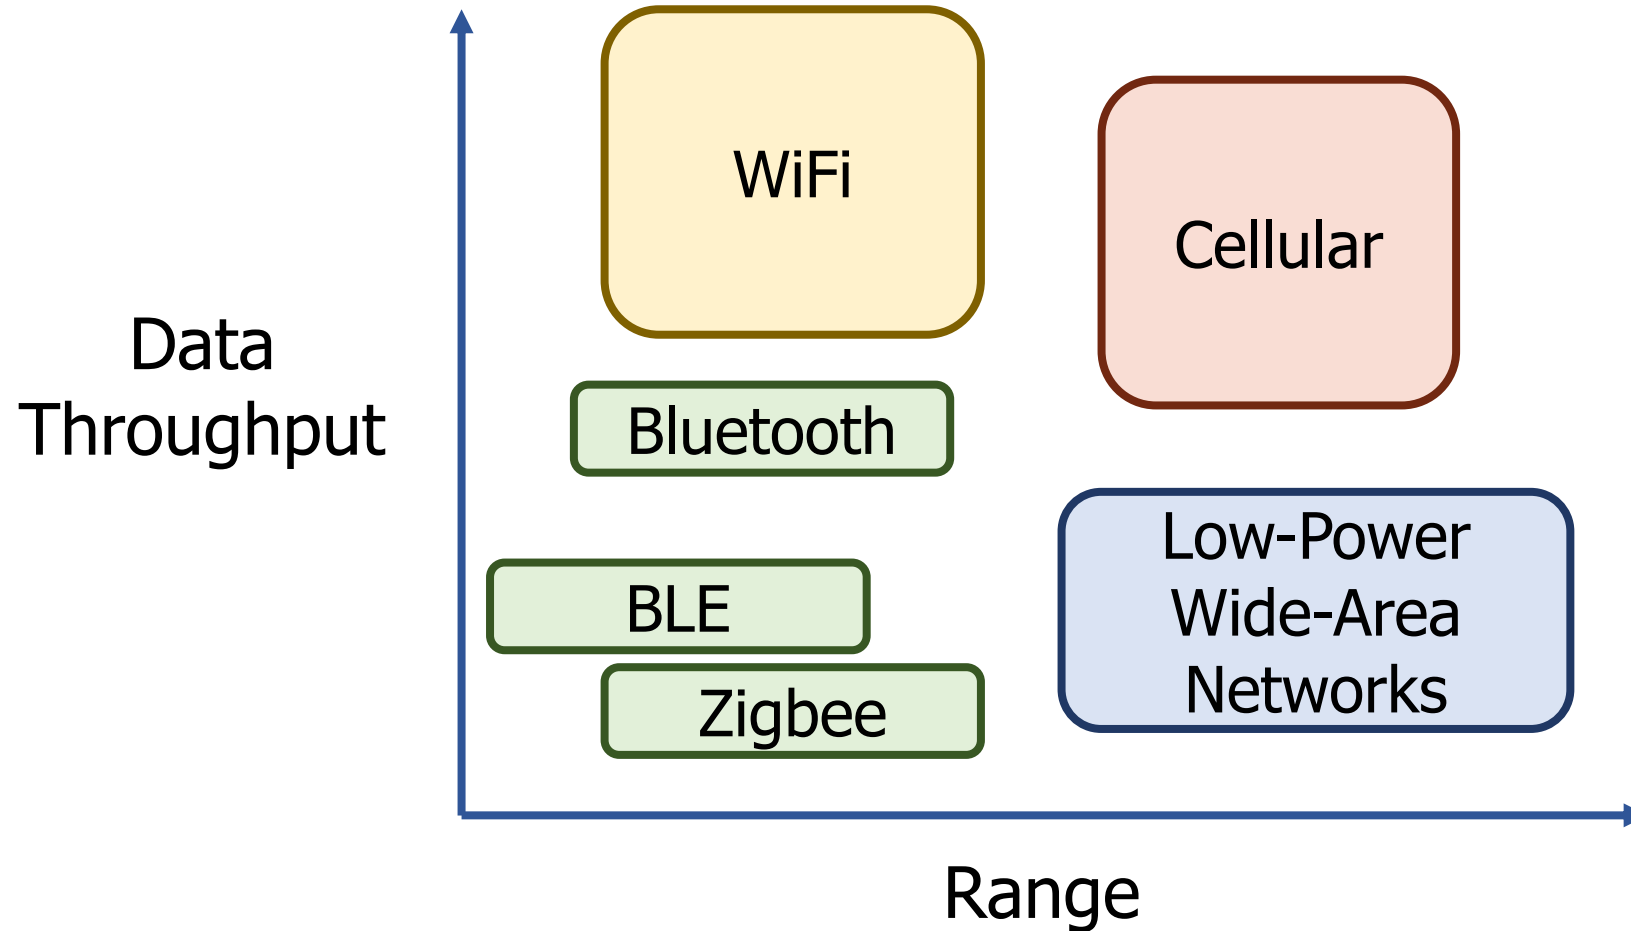 WiFi
Cellular
Data
Throughput
Bluetooth
Low-Power
Wide-Area
Networks
BLE
Zigbee
Range